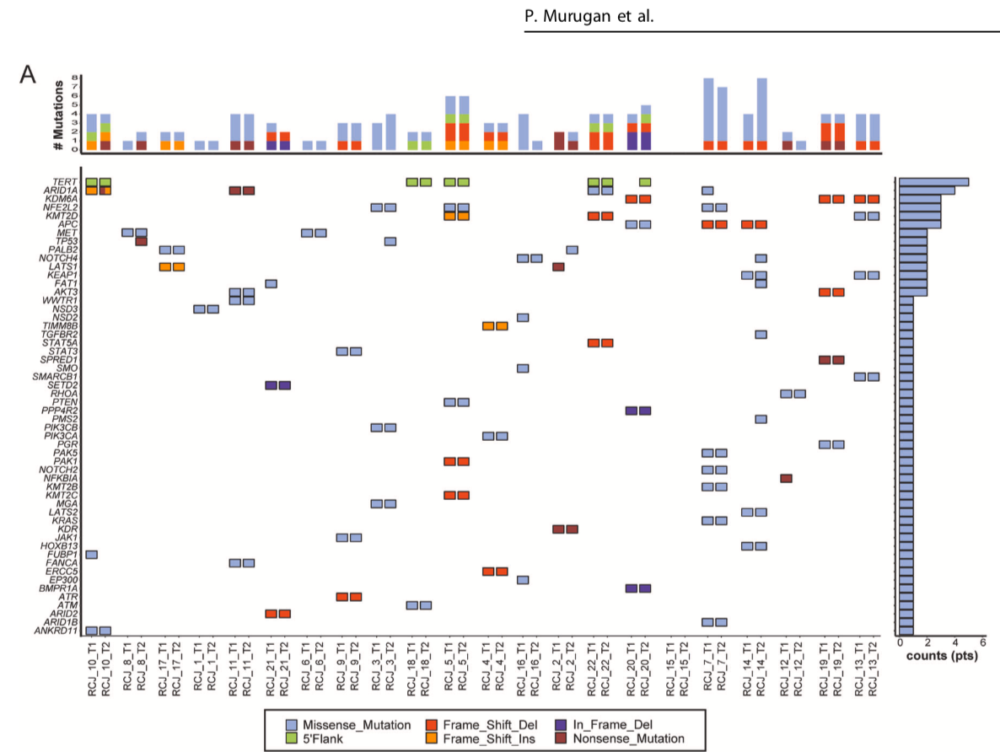 P. Murugan et al.
A
# Mutations
8
7
6
5
4
3
2
1
0
TERT
ARID1A
KDM6A
NFE2L2
KMT2D
APC
MET
TP53
PALB2
NOTCH4
LATS1
KEAP1
FAT1
AKT3
WWTR1
NSD3
NSD2
TIMM8B
TGFBR2
STAT5A
STAT3
SPRED1
SMO
SMARCB1
SETD2
RHOA
PTEN
PPP4R2
PMS2
PIK3CB
PIK3CA
PGR
PAK5
PAK1
NOTCH2
NFKBIA
KMT2B
KMT2C
MGA
LATS2
KRAS
KDR
JAK1
HOXB13
FUBP1
FANCA
ERCC5
EP300
BMPR1A
ATR
ATM
ARID2
ARID1B
ANKRD11
RCJ_10_T1
RCJ_10_T2
RCJ_8_T1
RCJ_8_T2
RCJ_17_T1
RCJ_17_T2
RCJ_1_T1
RCJ_1_T2
RCJ_11_T1
RCJ_11_T2
RCJ_21_T1
RCJ_21_T2
RCJ_6_T1
RCJ_6_T2
RCJ_9_T1
RCJ_9_T2
RCJ_3_T1
RCJ_3_T2
RCJ_18_T1
RCJ_18_T2
RCJ_5_T1
RCJ_5_T2
RCJ_4_T1
RCJ_4_T2
RCJ_16_T1
RCJ_16_T2
RCJ_2_T1
RCJ_2_T2
RCJ_22_T1
RCJ_22_T2
RCJ_20_T1
RCJ_20_T2
RCJ_15_T1
RCJ_15_T2
RCJ_7_T1
RCJ_7_T2
RCJ_14_T1
RCJ_14_T2
RCJ_12_T1
RCJ_12_T2
RCJ_19_T1
RCJ_19_T2
RCJ_13_T1
RCJ_13_T2
0 2 4 6
counts (pts)
Missense_Mutation Frame_Shift_Del In_Frame_Del
5'Flank Frame_Shift_Ins Nonsense_Mutation